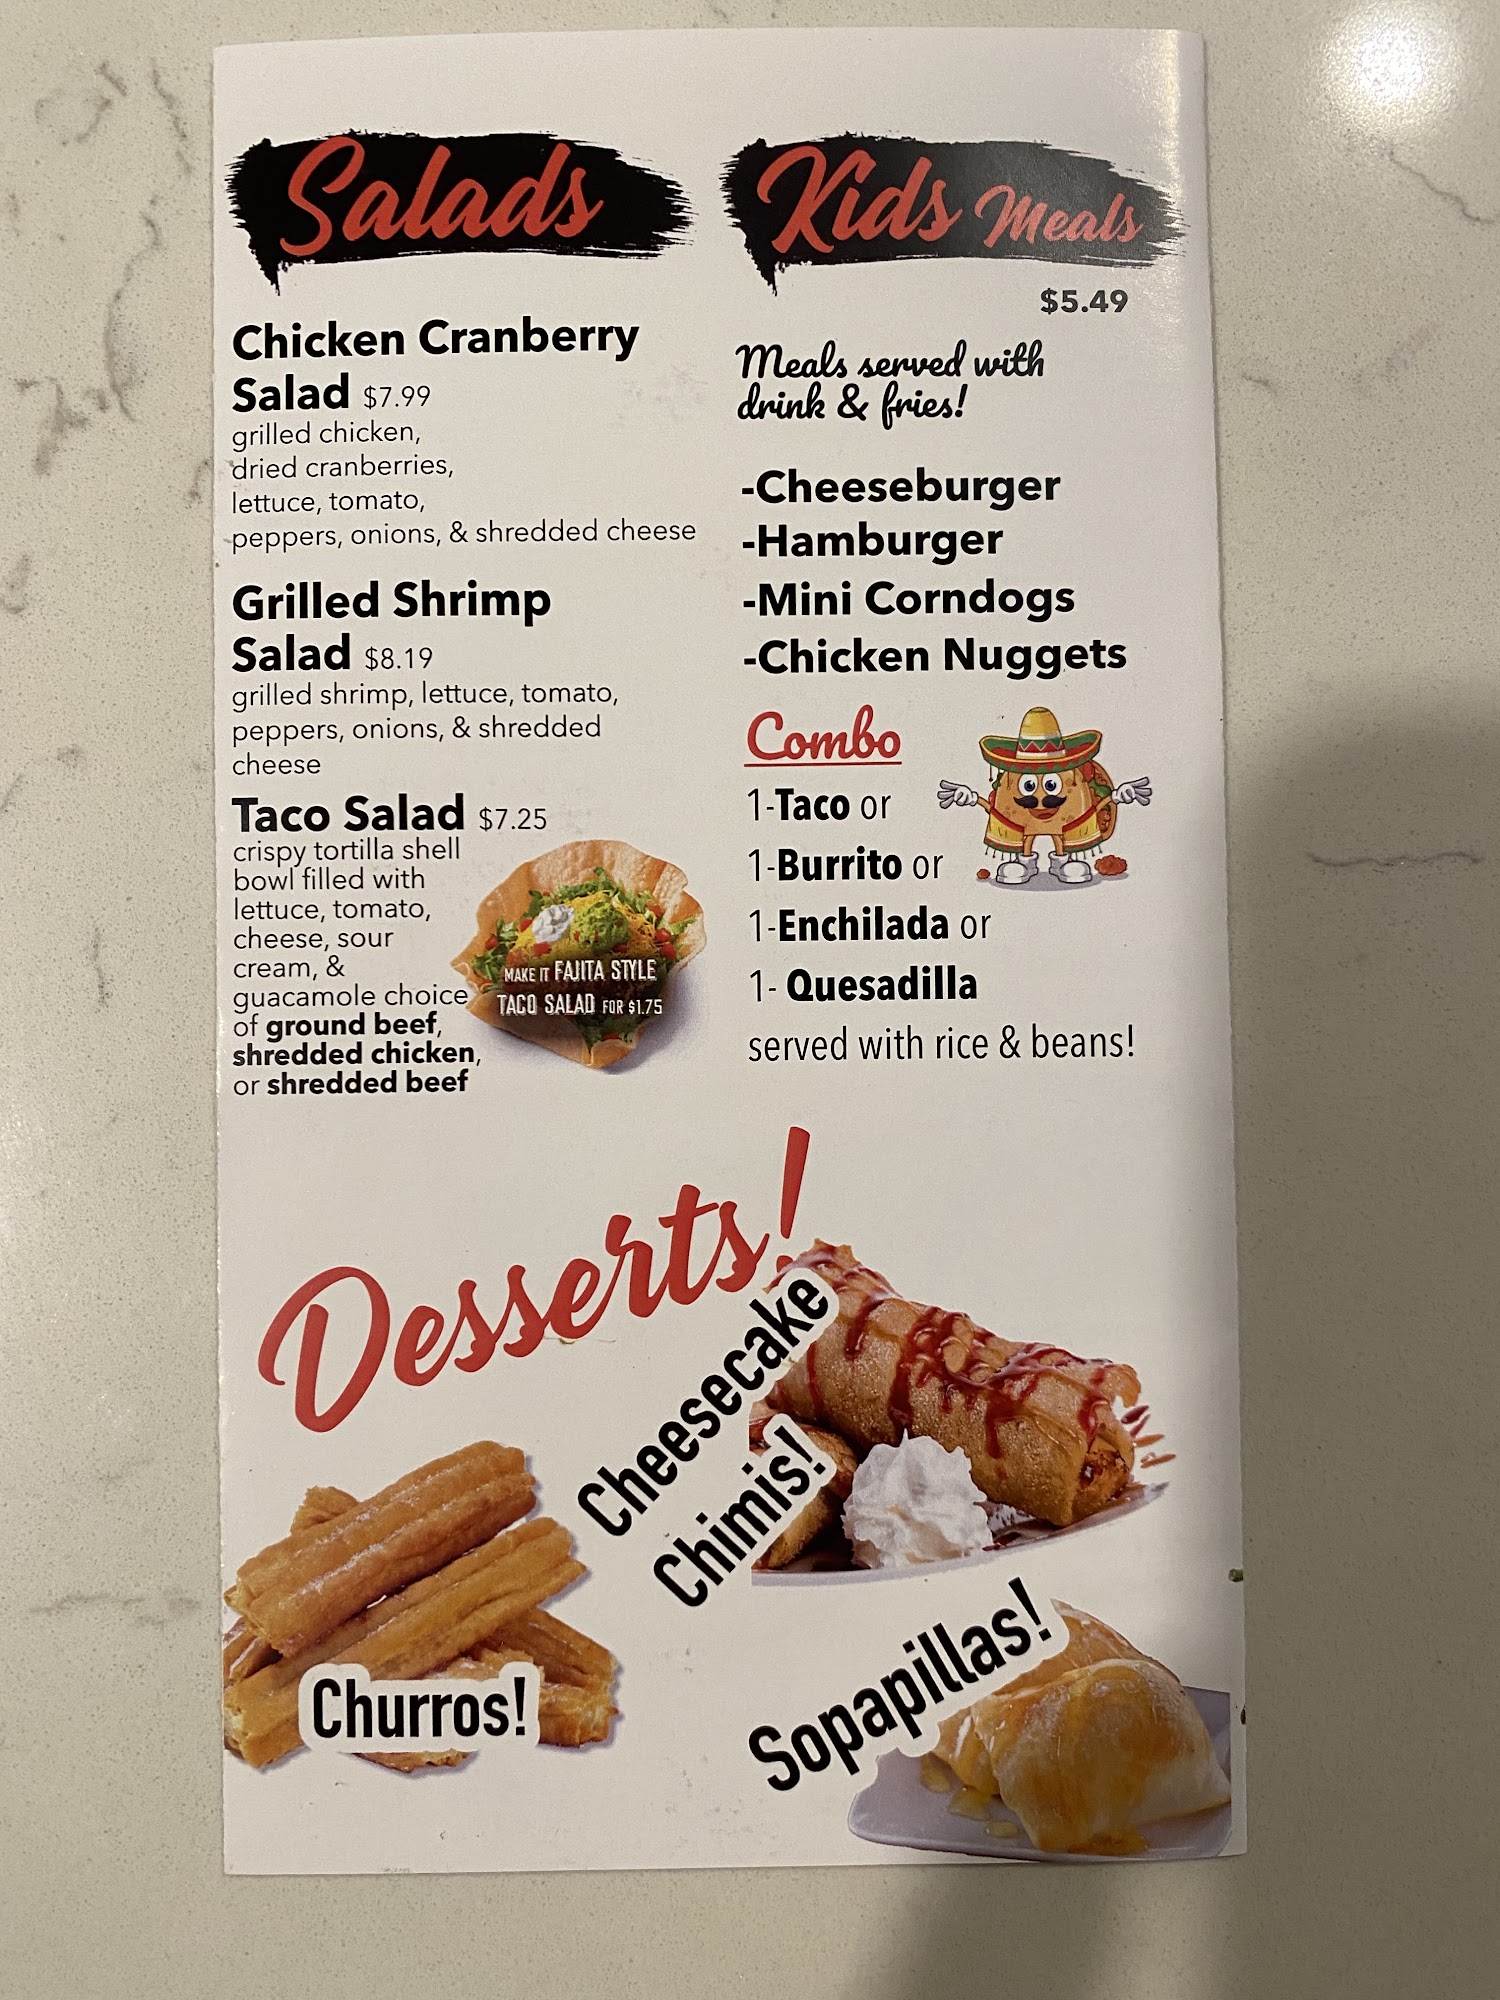 Salads
Chicken Cranberry
Salad $7.99
grilled chicken,
dried cranberries,
lettuce, tomato,
peppers, onions, & shredded cheese
Grilled Shrimp
Salad $8.19
grilled shrimp, lettuce, tomato,
peppers, onions, & shredded
cheese
Taco Salad $7.25
crispy tortilla shell
bowl filled with
lettuce, tomato,
cheese, sour
cream, &
guacamole choice
of ground beef,
shredded chicken,
or shredded beef
MAKE IT FAJITA STYLE
TACO SALAD FOR $1.75
Kids Meals
$5.49
Meals served with
drink & fries!
-Cheeseburger
-Hamburger
-Mini Corndogs
-Chicken Nuggets
Combo
1-Taco or
1-Burrito or
1-Enchilada or
1- Quesadilla
served with rice & beans!
Desserts!
Cheesecake
Chimis!
Churros!
Sopapillas!